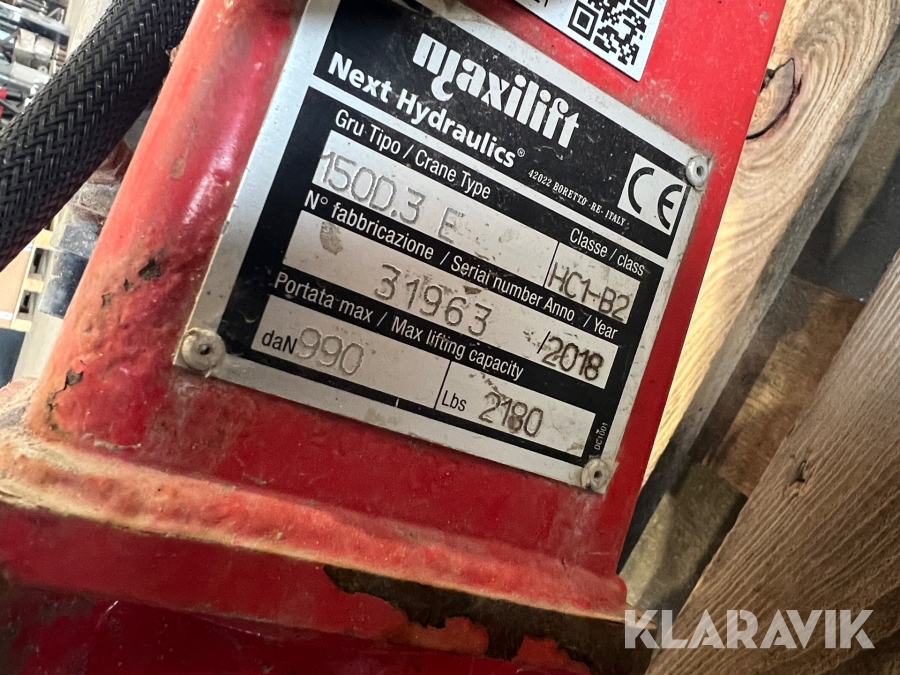 maxilift
Next Hydraulics®
42022 BORETTO -RE- ITALY-
CE
Gru Tipo / Crane Type
Classe / class
150D.3 E
HC1-B2
N° fabbricazione / Serial number Anno / Year
31963 /2018
Portata max / Max lifting capacity
daN 990
Lbs 2180
DC1001
KLARAVIK